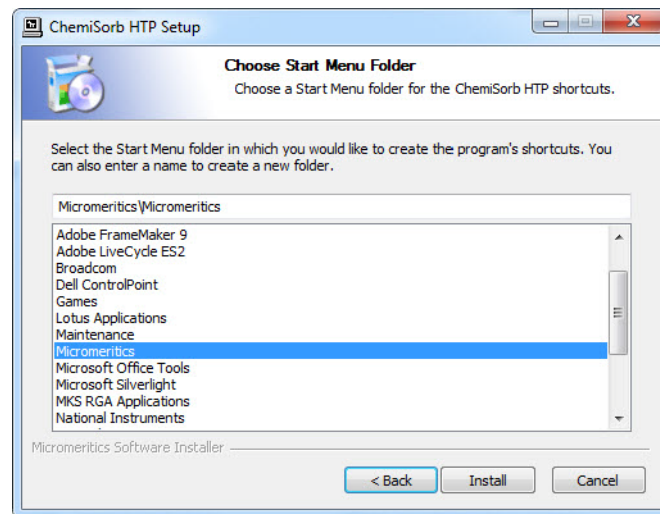 ChemiSorb HTP Setup
Choose Start Menu Folder
Choose a Start Menu folder for the ChemiSorb HTP shortcuts.
Select the Start Menu folder in which you would like to create the program's shortcuts. You
can also enter a name to create a new folder.
Micromeritics\Micromeritics
Adobe FrameMaker 9
Adobe LiveCycle ES2
Broadcom
Dell ControlPoint
Games
Lotus Applications
Maintenance
Micromeritics
Microsoft Office Tools
Microsoft Silverlight
MKS RGA Applications
National Instruments
Micromeritics Software Installer
< Back
Install
Cancel